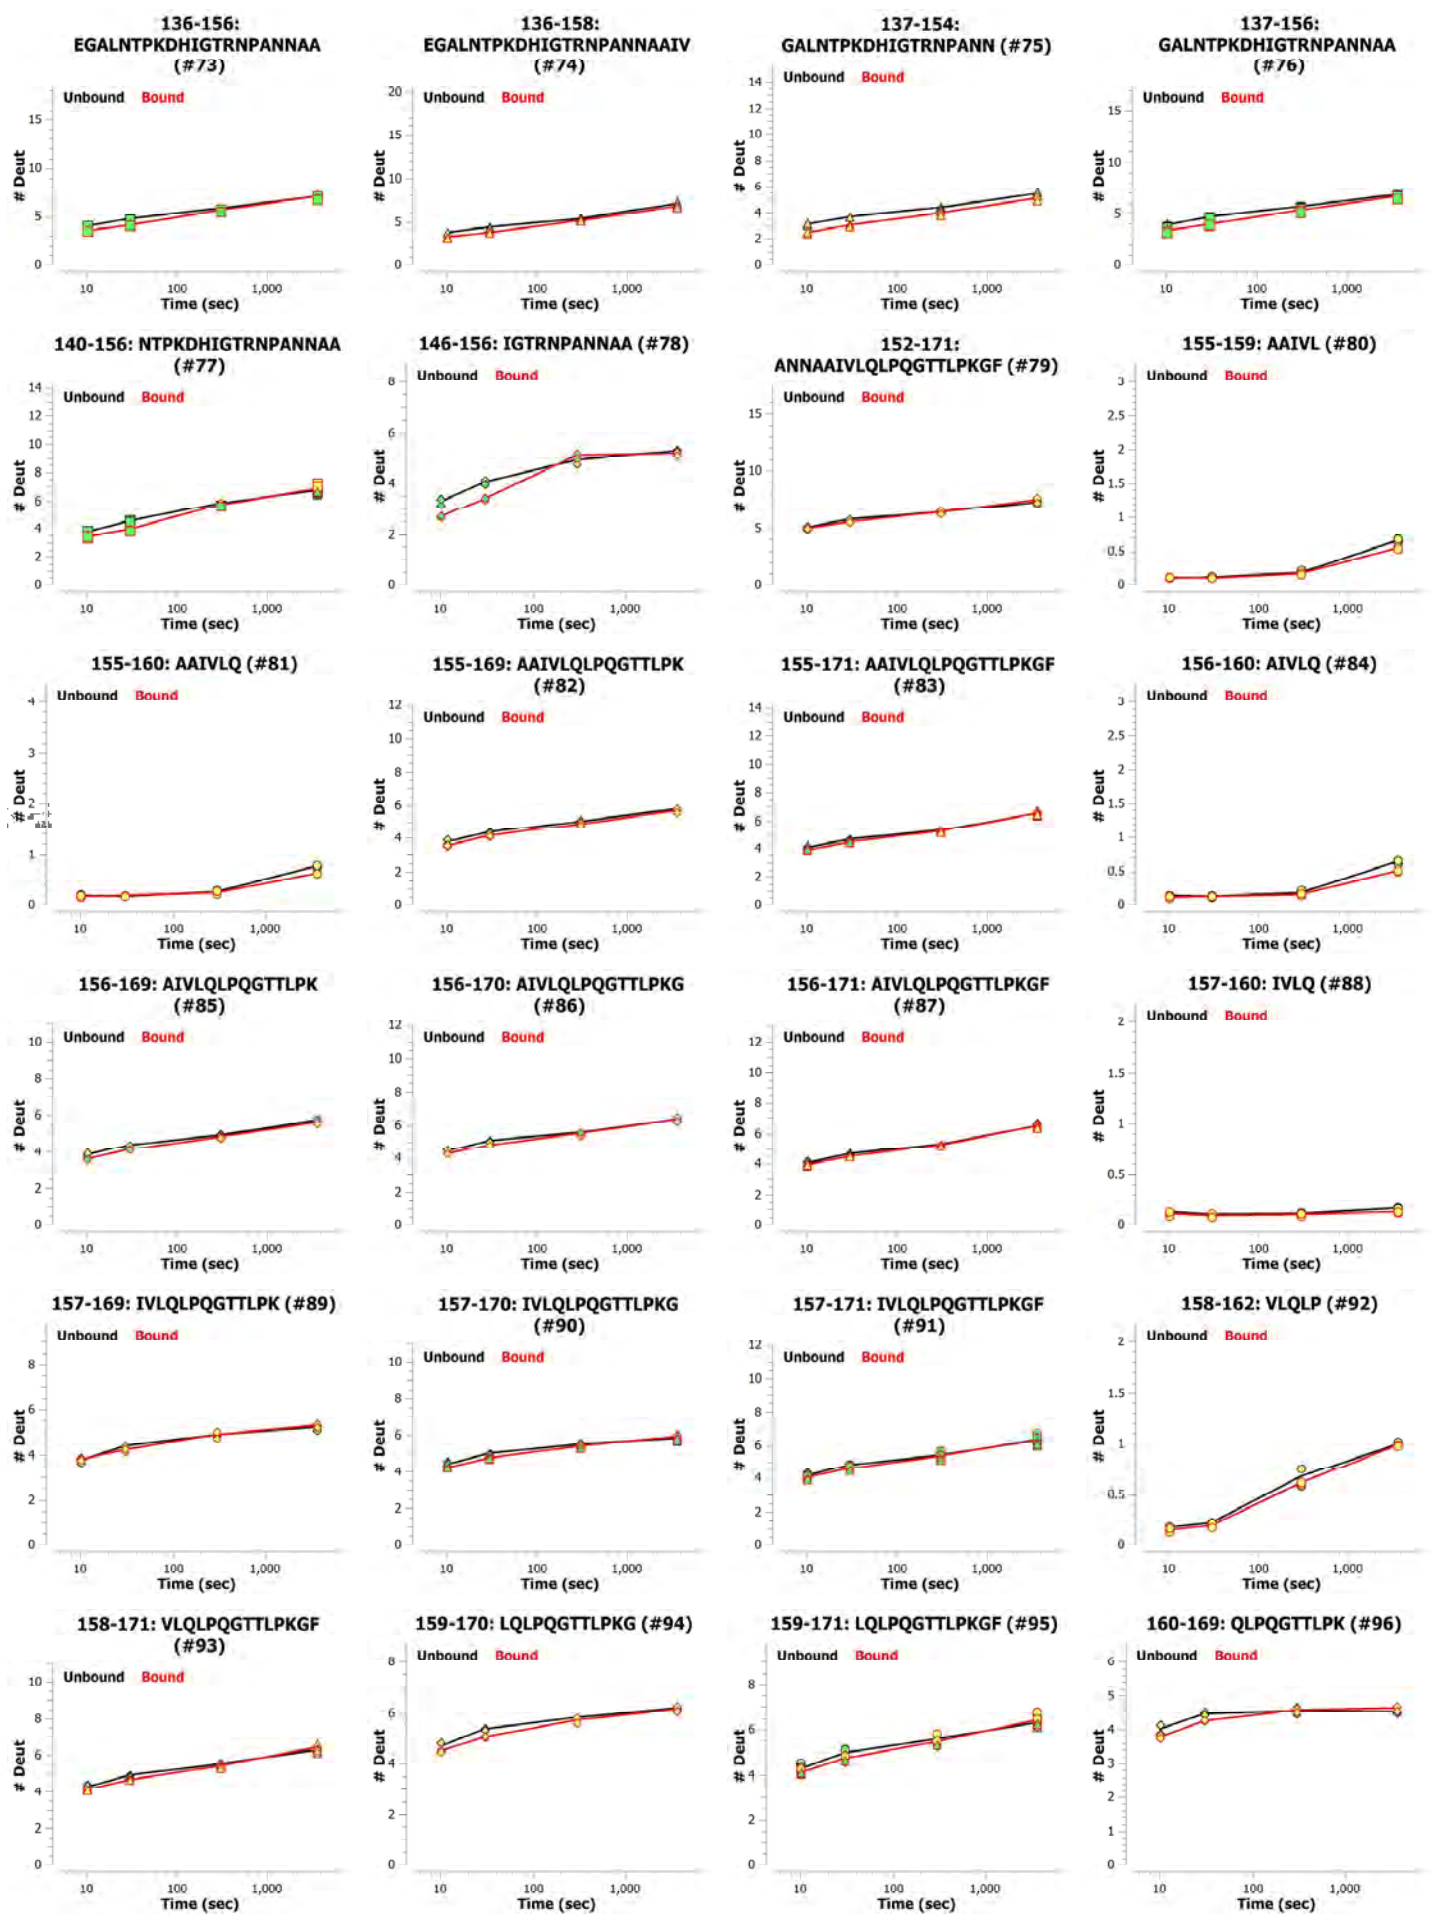 136-156:
EGALNTPKDHIGTRNPANNAA
(#73)
Unbound Bound
15
10
5
0
# Deut
10 100 1,000
Time (sec)
136-158:
EGALNTPKDHIGTRNPANNAAIV
(#74)
Unbound Bound
20
15
10
5
0
# Deut
10 100 1,000
Time (sec)
137-154:
GALNTPKDHIGTRNPANN (#75)
Unbound Bound
14
12
10
8
6
4
2
0
# Deut
10 100 1,000
Time (sec)
137-156:
GALNTPKDHIGTRNPANNAA
(#76)
Unbound Bound
15
10
5
0
# Deut
10 100 1,000
Time (sec)
140-156: NTPKDHIGTRNPANNAA
(#77)
Unbound Bound
14
12
10
8
6
4
2
0
# Deut
10 100 1,000
Time (sec)
146-156: IGTRNPANNAA (#78)
Unbound Bound
8
6
4
2
0
# Deut
10 100 1,000
Time (sec)
152-171:
ANNAAIVLQLPQGTTLPKGF (#79)
Unbound Bound
15
10
5
0
# Deut
10 100 1,000
Time (sec)
155-159: AAIVL (#80)
Unbound Bound
3
2.5
2
1.5
1
0.5
0
# Deut
10 100 1,000
Time (sec)
155-160: AAIVLQ (#81)
Unbound Bound
4
3
2
1
0
# Deut
10 100 1,000
Time (sec)
155-169: AAIVLQLPQGTTLPK
(#82)
Unbound Bound
12
10
8
6
4
2
0
# Deut
10 100 1,000
Time (sec)
155-171: AAIVLQLPQGTTLPKGF
(#83)
Unbound Bound
14
12
10
8
6
4
2
0
# Deut
10 100 1,000
Time (sec)
156-160: AIVLQ (#84)
Unbound Bound
3
2.5
2
1.5
1
0.5
0
# Deut
10 100 1,000
Time (sec)
156-169: AIVLQLPQGTTLPK
(#85)
Unbound Bound
10
8
6
4
2
0
# Deut
10 100 1,000
Time (sec)
156-170: AIVLQLPQGTTLPKG
(#86)
Unbound Bound
12
10
8
6
4
2
0
# Deut
10 100 1,000
Time (sec)
156-171: AIVLQLPQGTTLPKGF
(#87)
Unbound Bound
12
10
8
6
4
2
0
# Deut
10 100 1,000
Time (sec)
157-160: IVLQ (#88)
Unbound Bound
2
1.5
1
0.5
0
# Deut
10 100 1,000
Time (sec)
157-169: IVLQLPQGTTLPK (#89)
Unbound Bound
8
6
4
2
0
# Deut
10 100 1,000
Time (sec)
157-170: IVLQLPQGTTLPKG
(#90)
Unbound Bound
10
8
6
4
2
0
# Deut
10 100 1,000
Time (sec)
157-171: IVLQLPQGTTLPKGF
(#91)
Unbound Bound
12
10
8
6
4
2
0
# Deut
10 100 1,000
Time (sec)
158-162: VLQLP (#92)
Unbound Bound
2
1.5
1
0.5
0
# Deut
10 100 1,000
Time (sec)
158-171: VLQLPQGTTLPKGF
(#93)
Unbound Bound
10
8
6
4
2
0
# Deut
10 100 1,000
Time (sec)
159-170: LQLPQGTTLPKG (#94)
Unbound Bound
8
6
4
2
0
# Deut
10 100 1,000
Time (sec)
159-171: LQLPQGTTLPKGF (#95)
Unbound Bound
8
6
4
2
0
# Deut
10 100 1,000
Time (sec)
160-169: QLPQGTTLPK (#96)
Unbound Bound
6
5
4
3
2
1
0
# Deut
10 100 1,000
Time (sec)